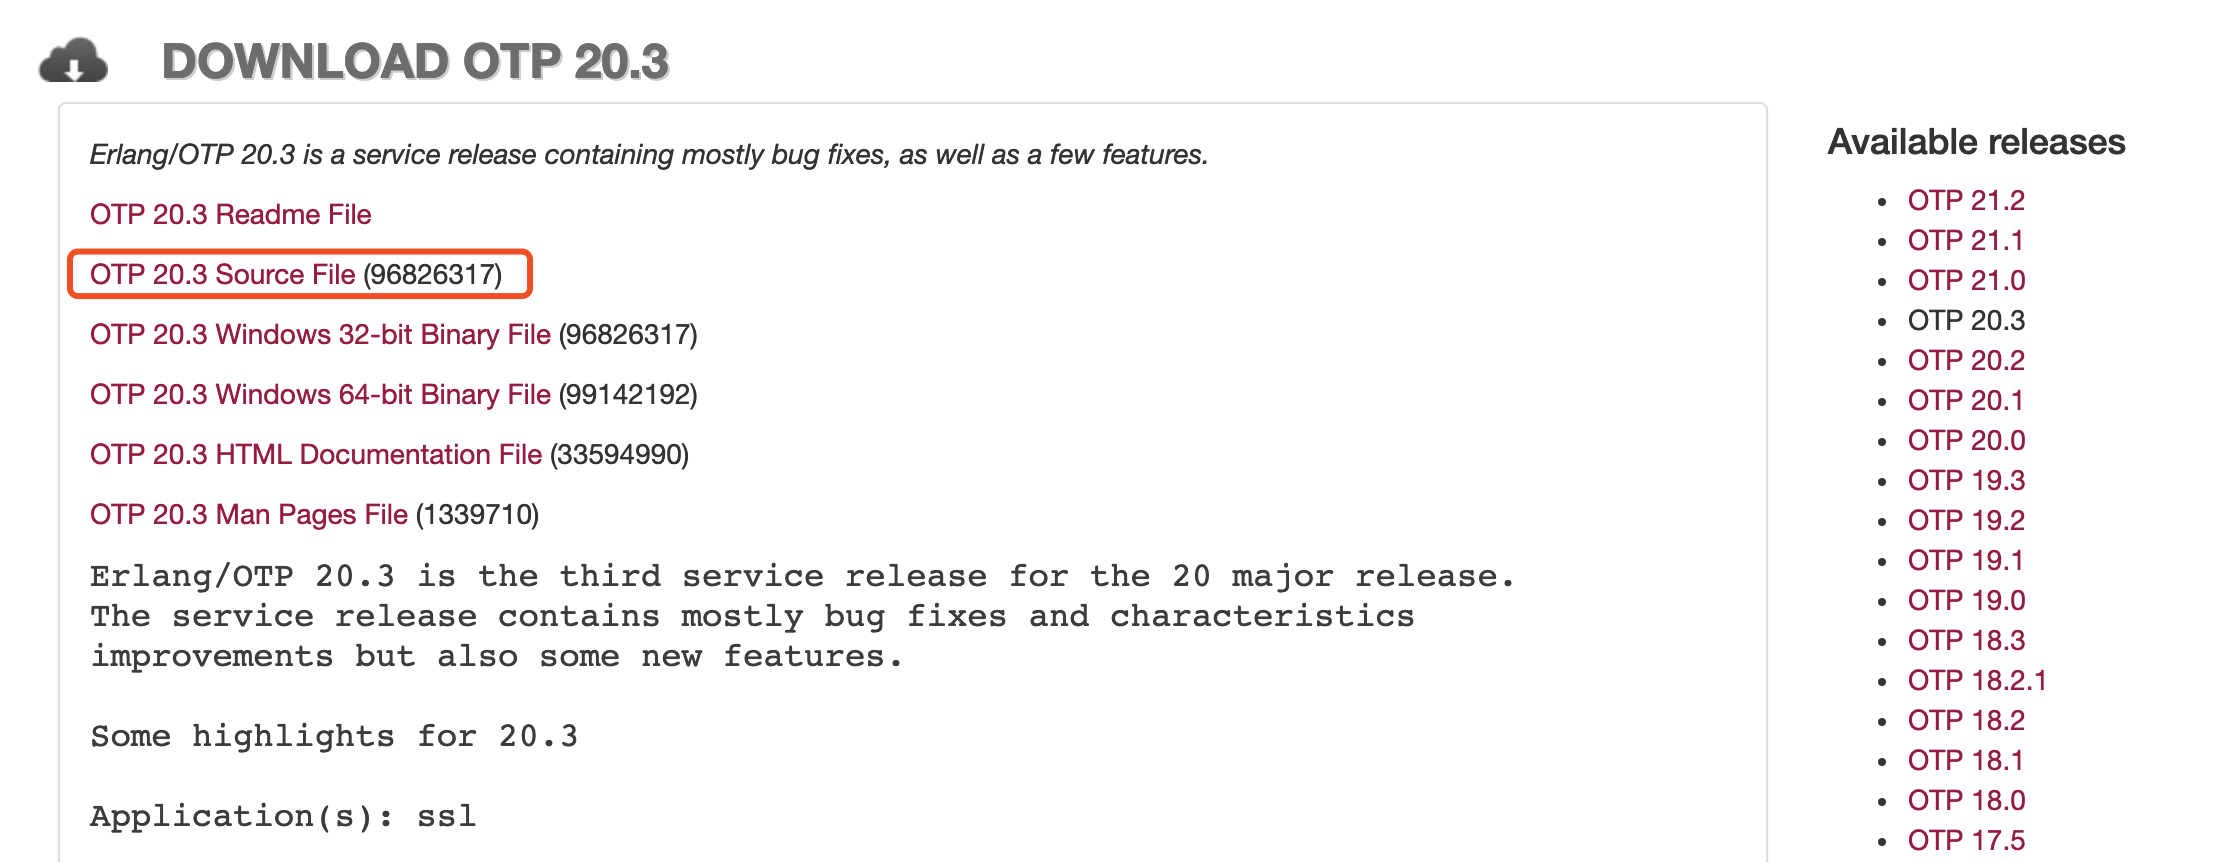 DOWNLOAD OTP 20.3
Erlang/OTP 20.3 is a service release containing mostly bug fixes, as well as a few features.
OTP 20.3 Readme File
OTP 20.3 Source File (96826317)
OTP 20.3 Windows 32-bit Binary File (96826317)
OTP 20.3 Windows 64-bit Binary File (99142192)
OTP 20.3 HTML Documentation File (33594990)
OTP 20.3 Man Pages File (1339710)
Erlang/OTP 20.3 is the third service release for the 20 major release.
The service release contains mostly bug fixes and characteristics
improvements but also some new features.
Some highlights for 20.3
Application(s): ssl
Available releases
OTP 21.2
OTP 21.1
OTP 21.0
OTP 20.3
OTP 20.2
OTP 20.1
OTP 20.0
OTP 19.3
OTP 19.2
OTP 19.1
OTP 19.0
OTP 18.3
OTP 18.2.1
OTP 18.2
OTP 18.1
OTP 18.0
OTP 17.5